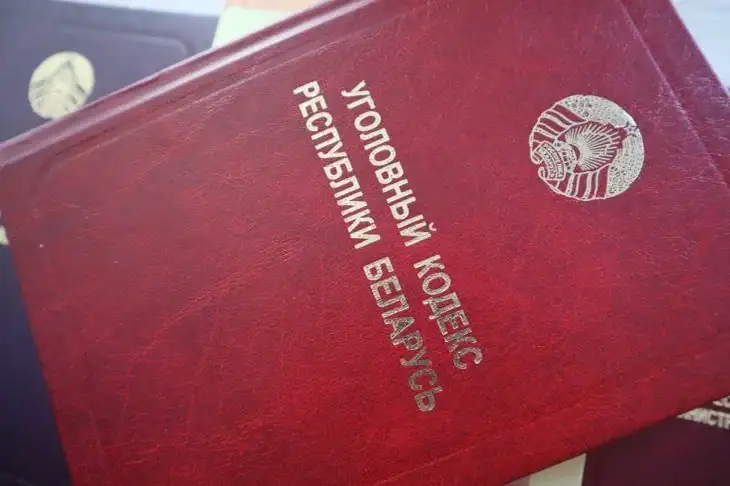 УГОЛОВНЫЙ КОДЕКС
РЕСПУБЛИКИ БЕЛАРУСЬ